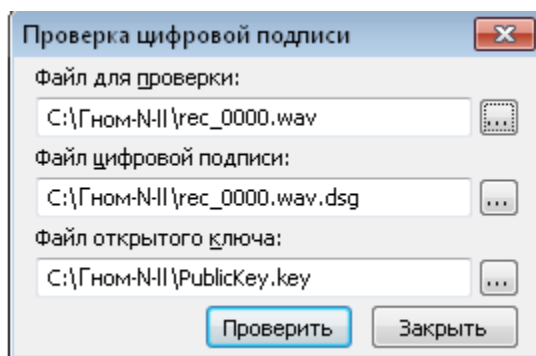 Проверка цифровой подписи
Файл для проверки:
C:\Гном-N-II\rec_0000.wav
...
Файл цифровой подписи:
C:\Гном-N-II\rec_0000.wav.dsg
...
Файл открытого ключа:
C:\Гном-N-II\PublicKey.key
...
Проверить Закрыть